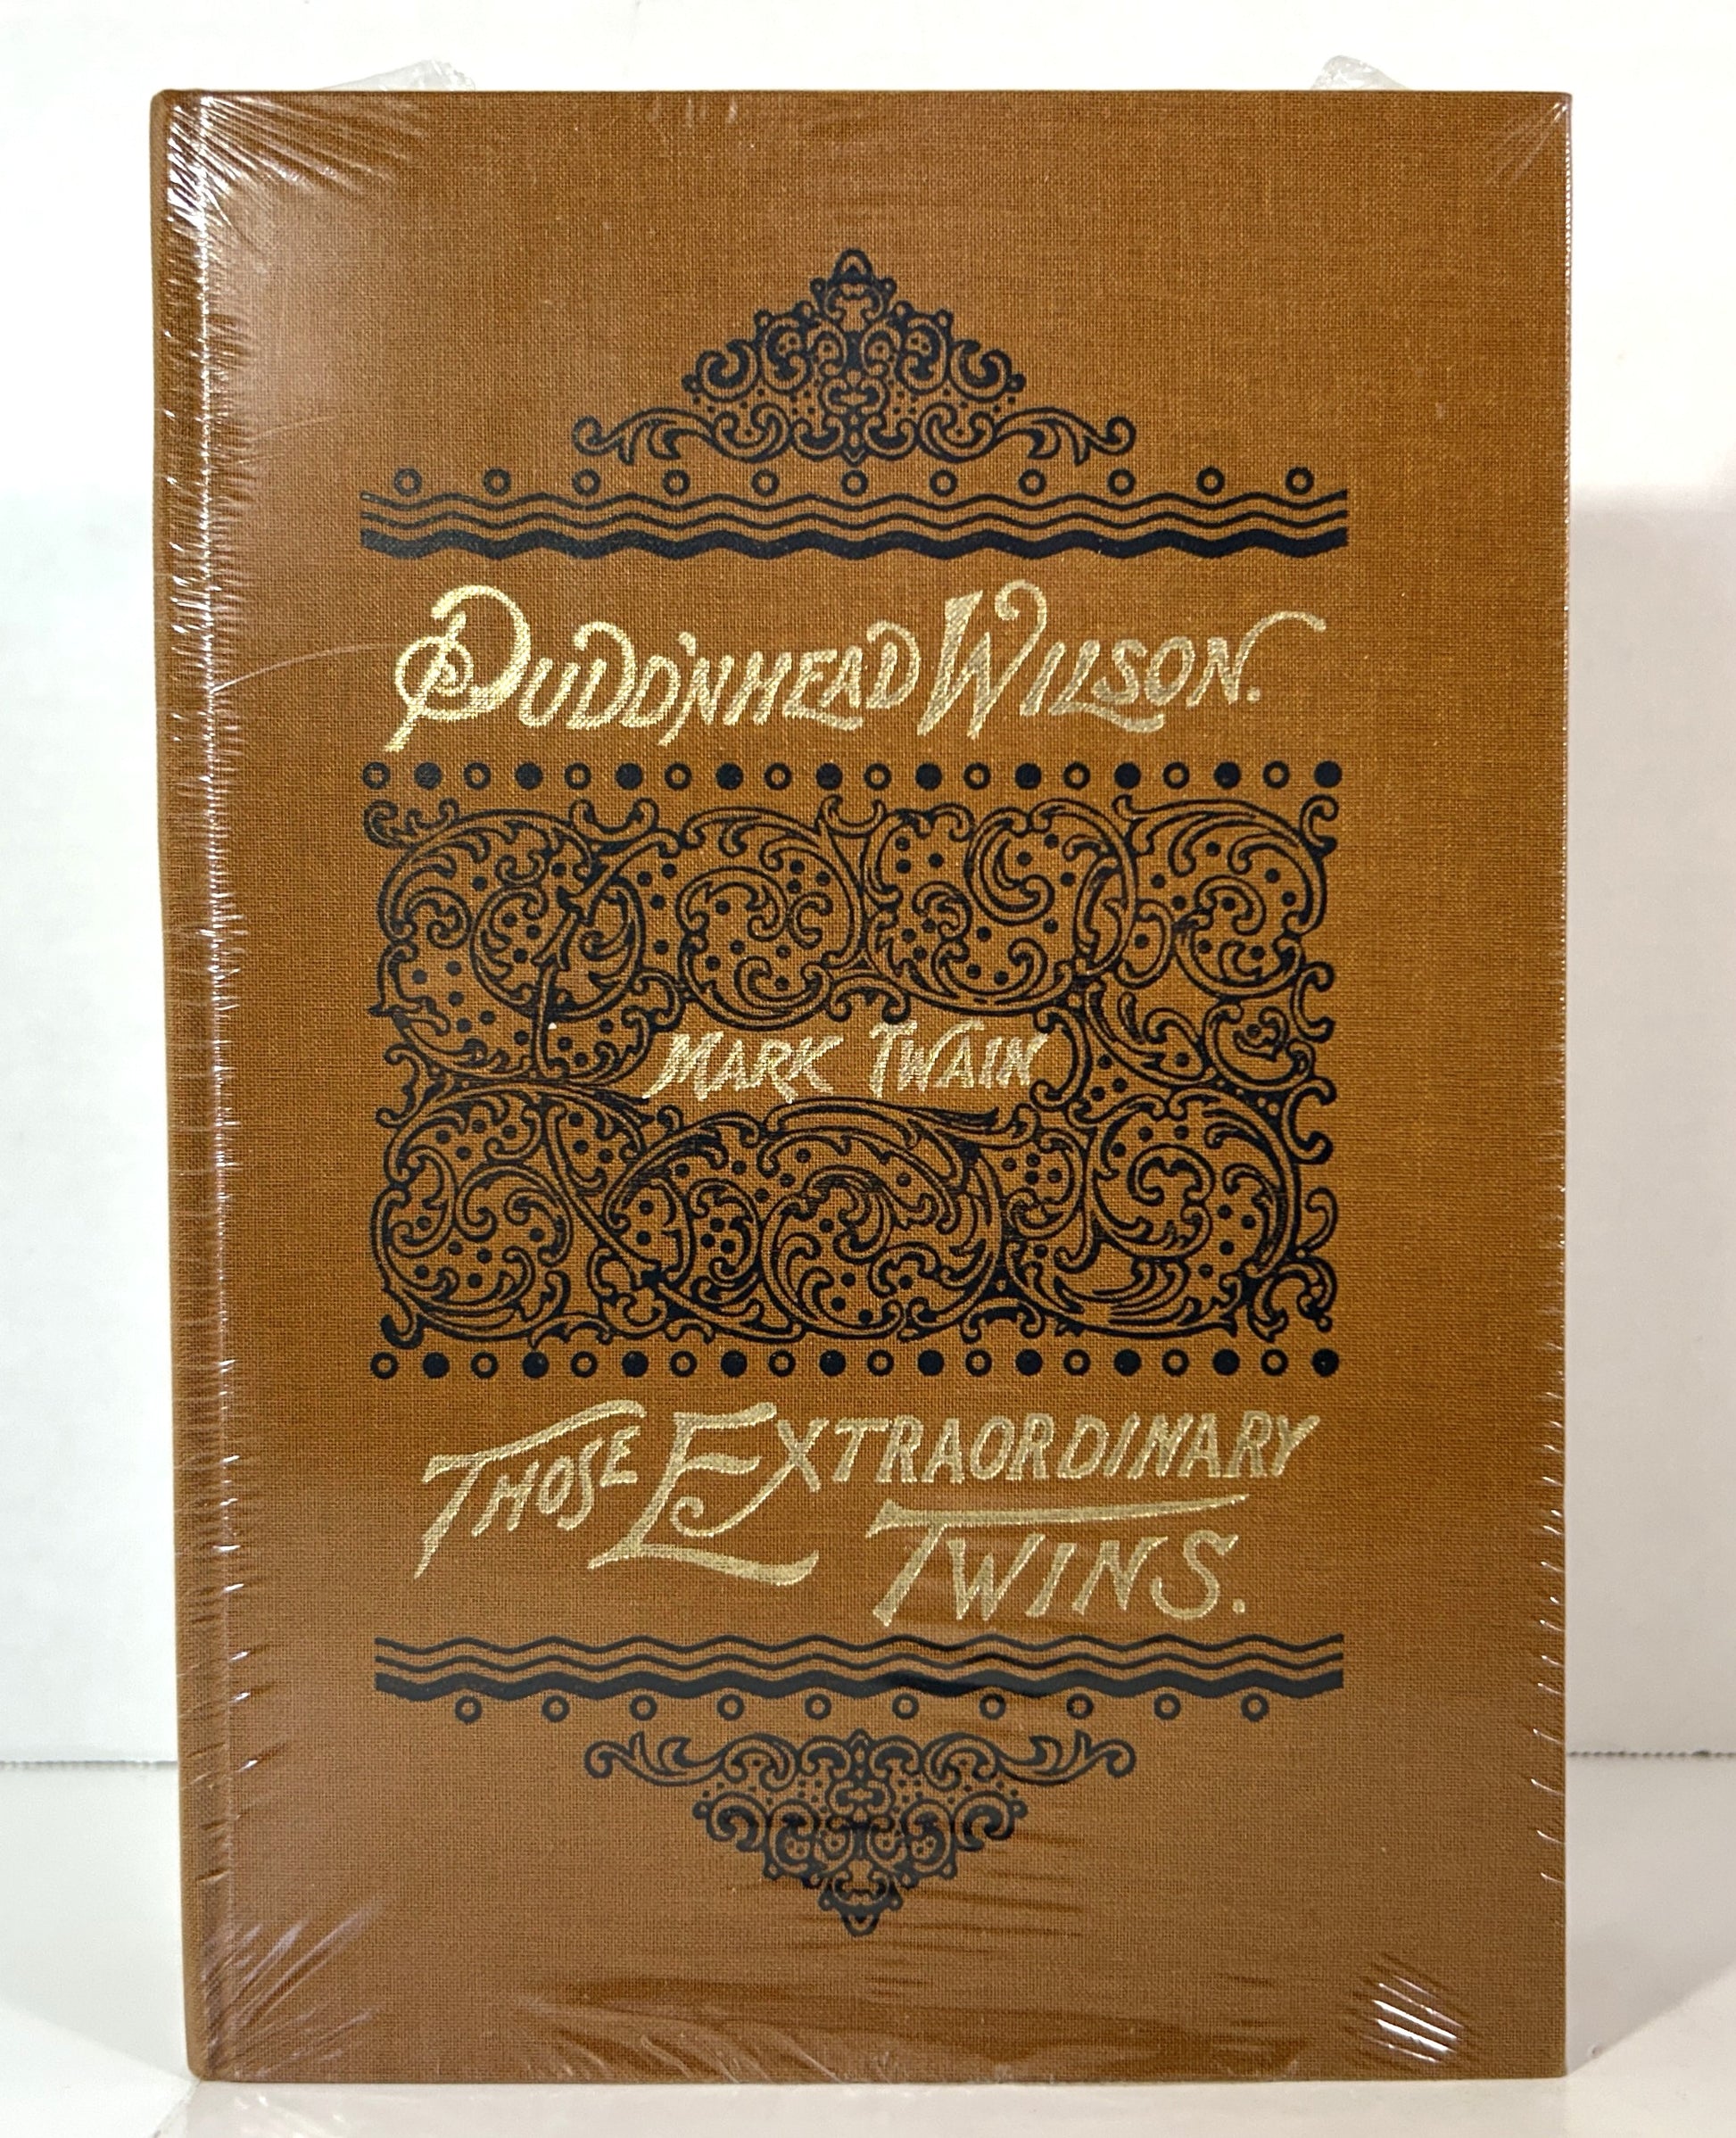 PUDD'NHEAD WILSON.
MARK TWAIN
THOSE EXTRAORDINARY
TWINS.